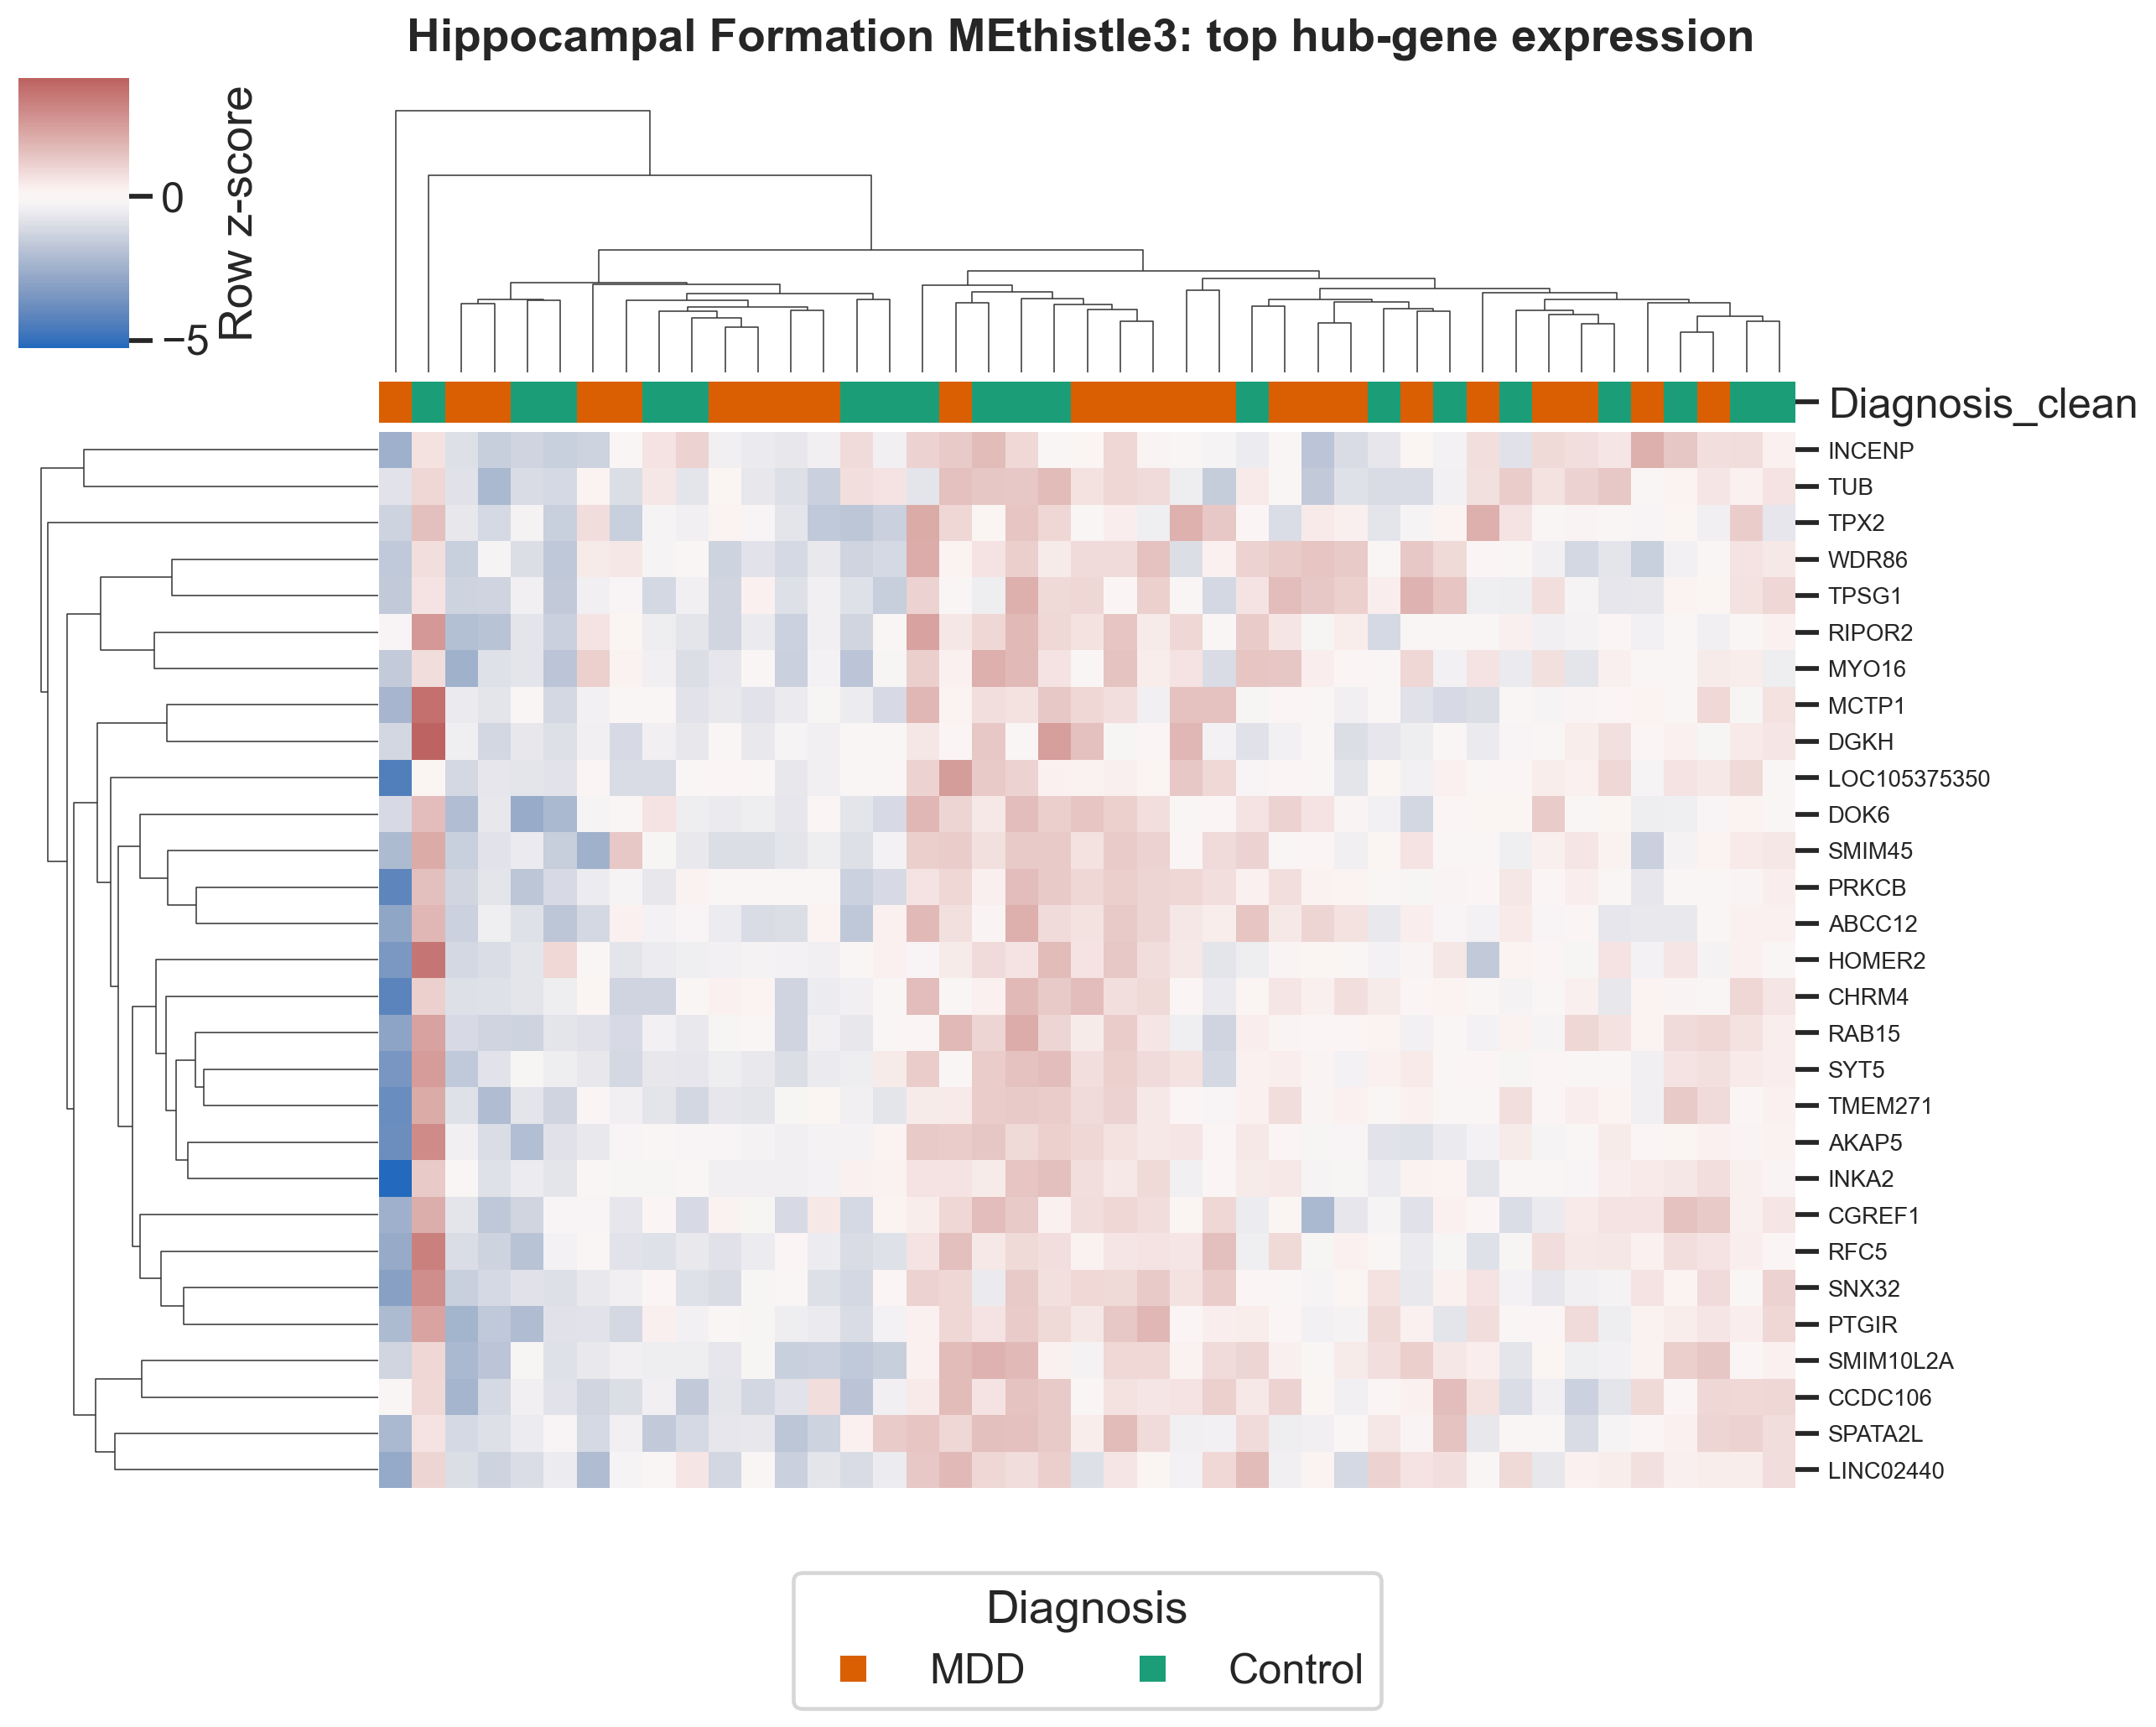 Hippocampal Formation MEthistle3: top hub-gene expression
0
−5
Row z-score
Diagnosis_clean
INCENP
TUB
TPX2
WDR86
TPSG1
RIPOR2
MYO16
MCTP1
DGKH
LOC105375350
DOK6
SMIM45
PRKCB
ABCC12
HOMER2
CHRM4
RAB15
SYT5
TMEM271
AKAP5
INKA2
CGREF1
RFC5
SNX32
PTGIR
SMIM10L2A
CCDC106
SPATA2L
LINC02440
Diagnosis
MDD Control